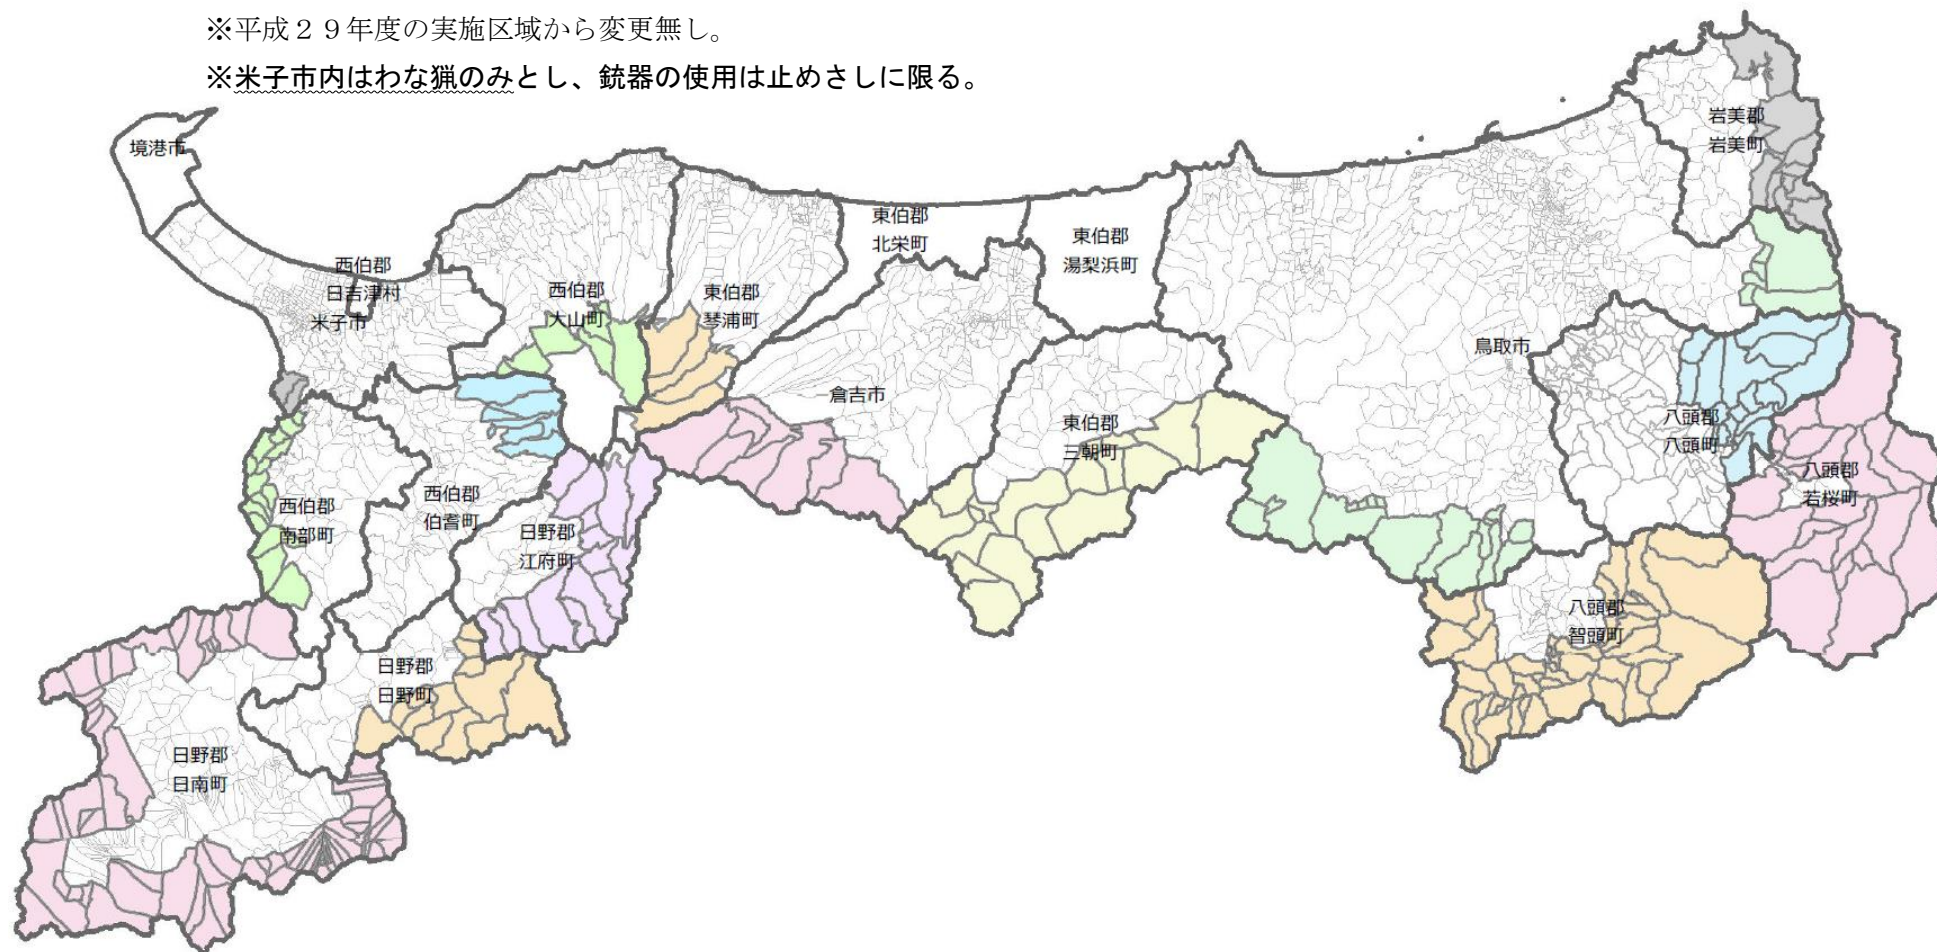 ※平成２９年度の実施区域から変更無し。
※米子市内はわな猟のみとし、銃器の使用は止めさしに限る。
境港市
岩美郡
岩美町
東伯郡
北栄町
東伯郡
湯梨浜町
西伯郡
日吉津村
米子市
西伯郡
大山町
東伯郡
琴浦町
鳥取市
倉吉市
東伯郡
三朝町
八頭郡
八頭町
八頭郡
若桜町
西伯郡
南部町
西伯郡
伯耆町
日野郡
江府町
八頭郡
智頭町
日野郡
日野町
日野郡
日南町